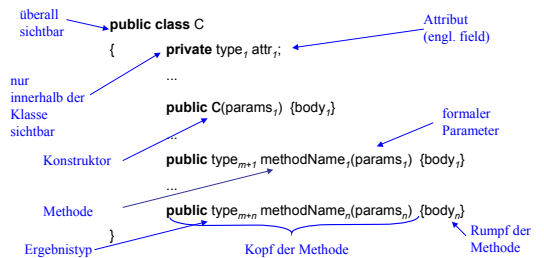 überall
sichtbar
public class C
Attribut
(engl. field)
{ private type1 attr1;
...
nur
innerhalb der
Klasse
sichtbar
public C(params1) {body1}
formaler
Parameter
...
Konstruktor
public typem+1 methodName1(params1) {body1}
...
Methode
public typem+n methodNamen(paramsn) {bodyn}
}
Ergebnistyp
Kopf der Methode
Rumpf der
Methode